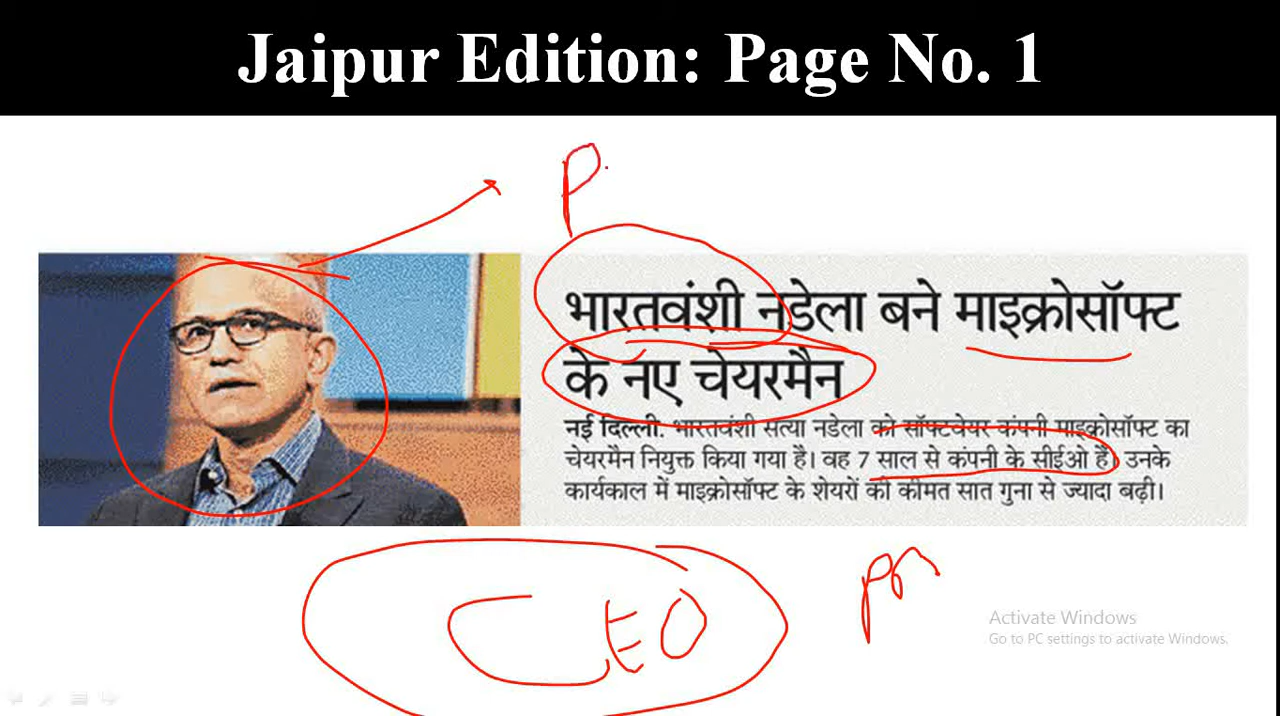 Jaipur Edition: Page No. 1
P
भारतवंशी नडेला बने माइक्रोसॉफ्ट
के नए चेयरमैन
नई दिल्ली. भारतवंशी सत्या नडेला को सॉफ्टवेयर कंपनी माइक्रोसॉफ्ट का
चेयरमैन नियुक्त किया गया है। वह 7 साल से कंपनी के सीईओ हैं। उनके
कार्यकाल में माइक्रोसॉफ्ट के शेयरों की कीमत सात गुना से ज्यादा बढ़ी।
CEO
Activate Windows
Go to PC settings to activate Windows.